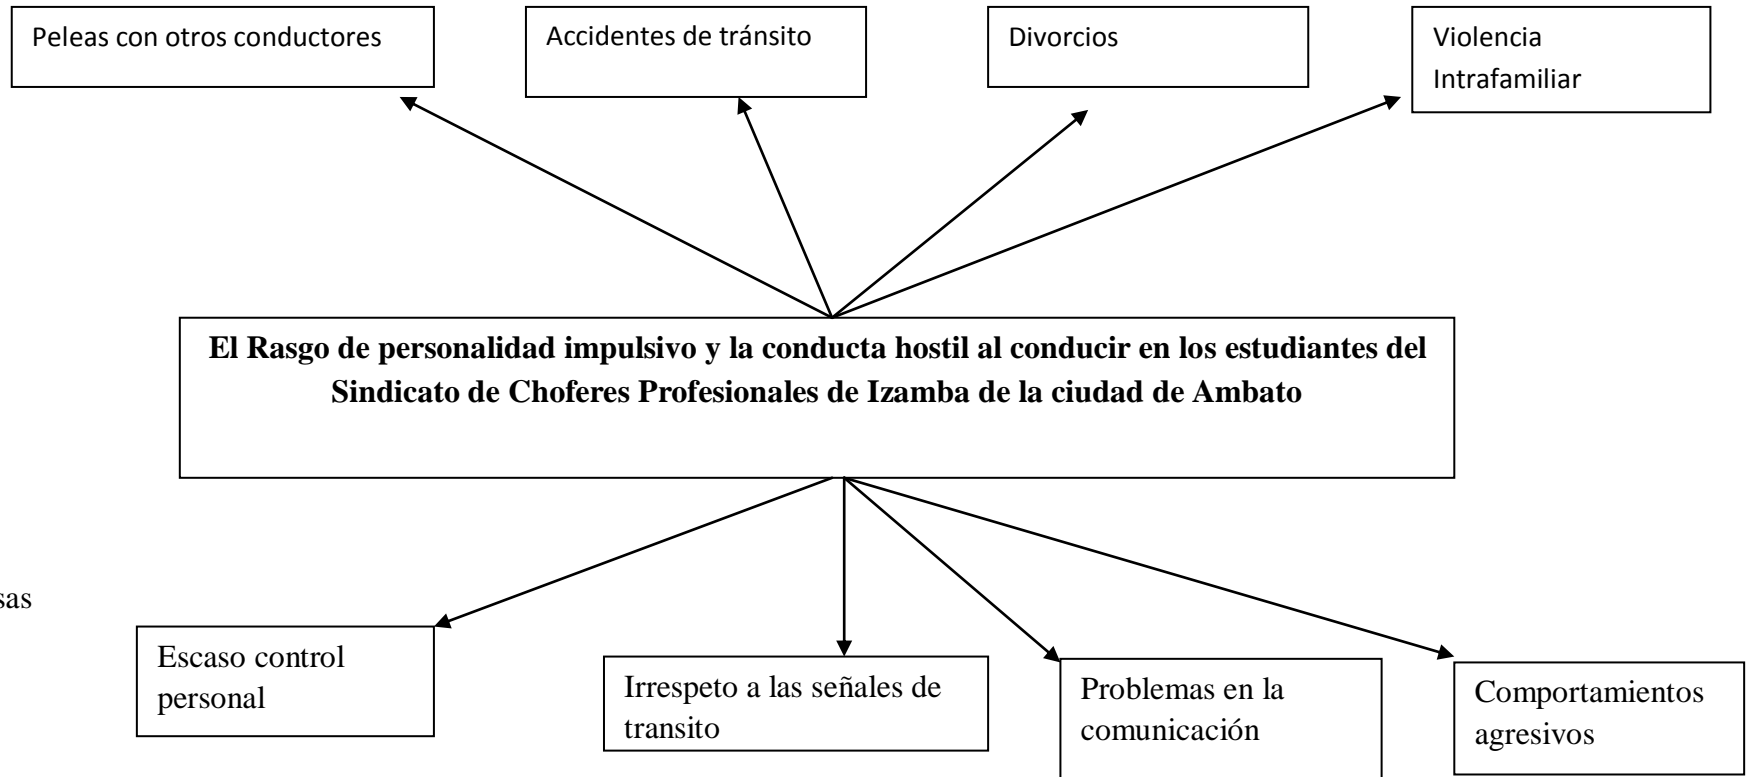 Peleas con otros conductores
Accidentes de tránsito
Divorcios
Violencia
Intrafamiliar
El Rasgo de personalidad impulsivo y la conducta hostil al conducir en los estudiantes del
Sindicato de Choferes Profesionales de Izamba de la ciudad de Ambato
sas
Escaso control
personal
Irrespeto a las señales de
transito
Problemas en la
comunicación
Comportamientos
agresivos